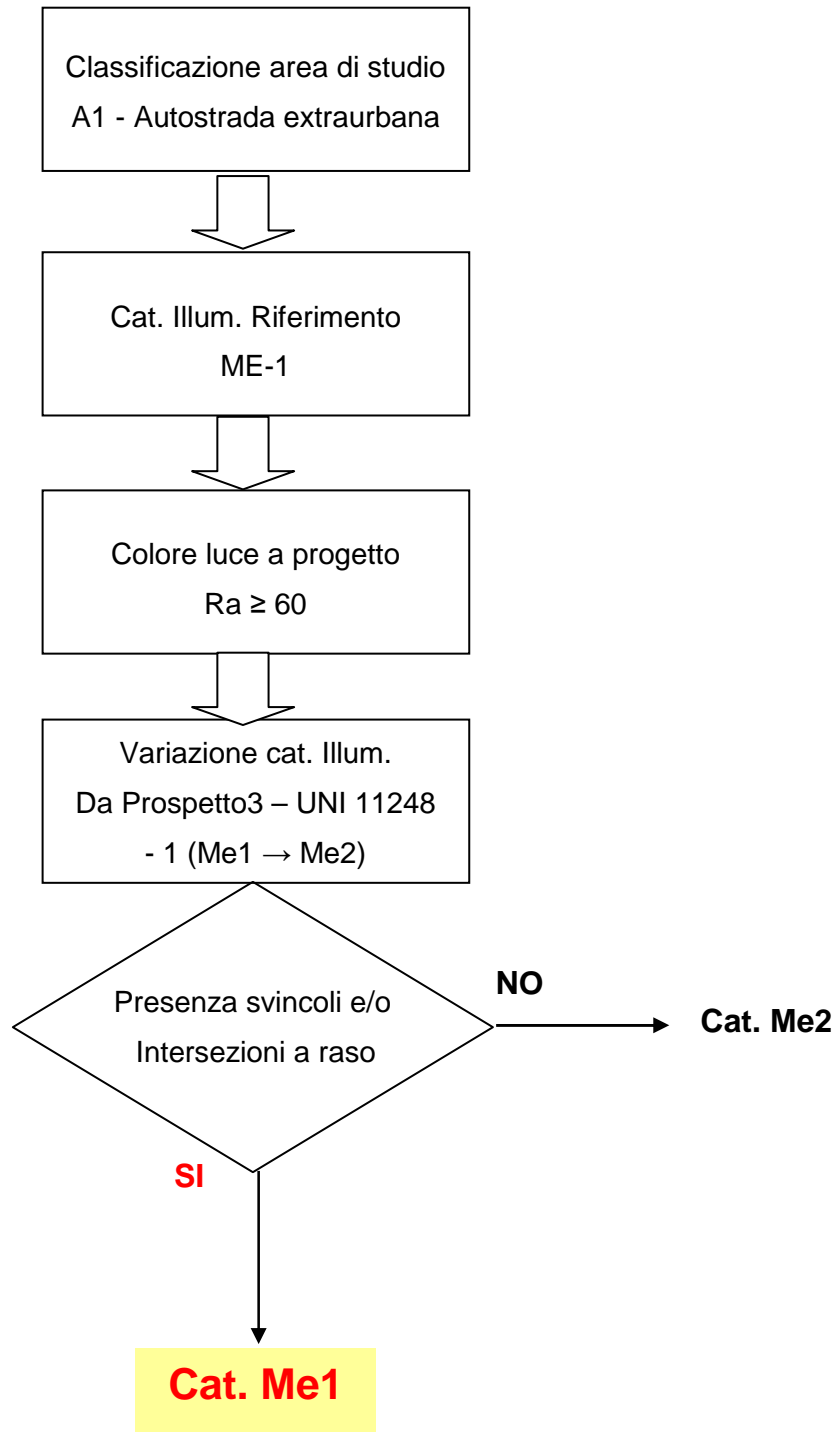 Classificazione area di studio
A1 - Autostrada extraurbana
Cat. Illum. Riferimento
ME-1
Colore luce a progetto
Ra ≥ 60
Variazione cat. Illum.
Da Prospetto3 – UNI 11248
- 1 (Me1 → Me2)
Presenza svincoli e/o
Intersezioni a raso
NO
Cat. Me2
SI
Cat. Me1